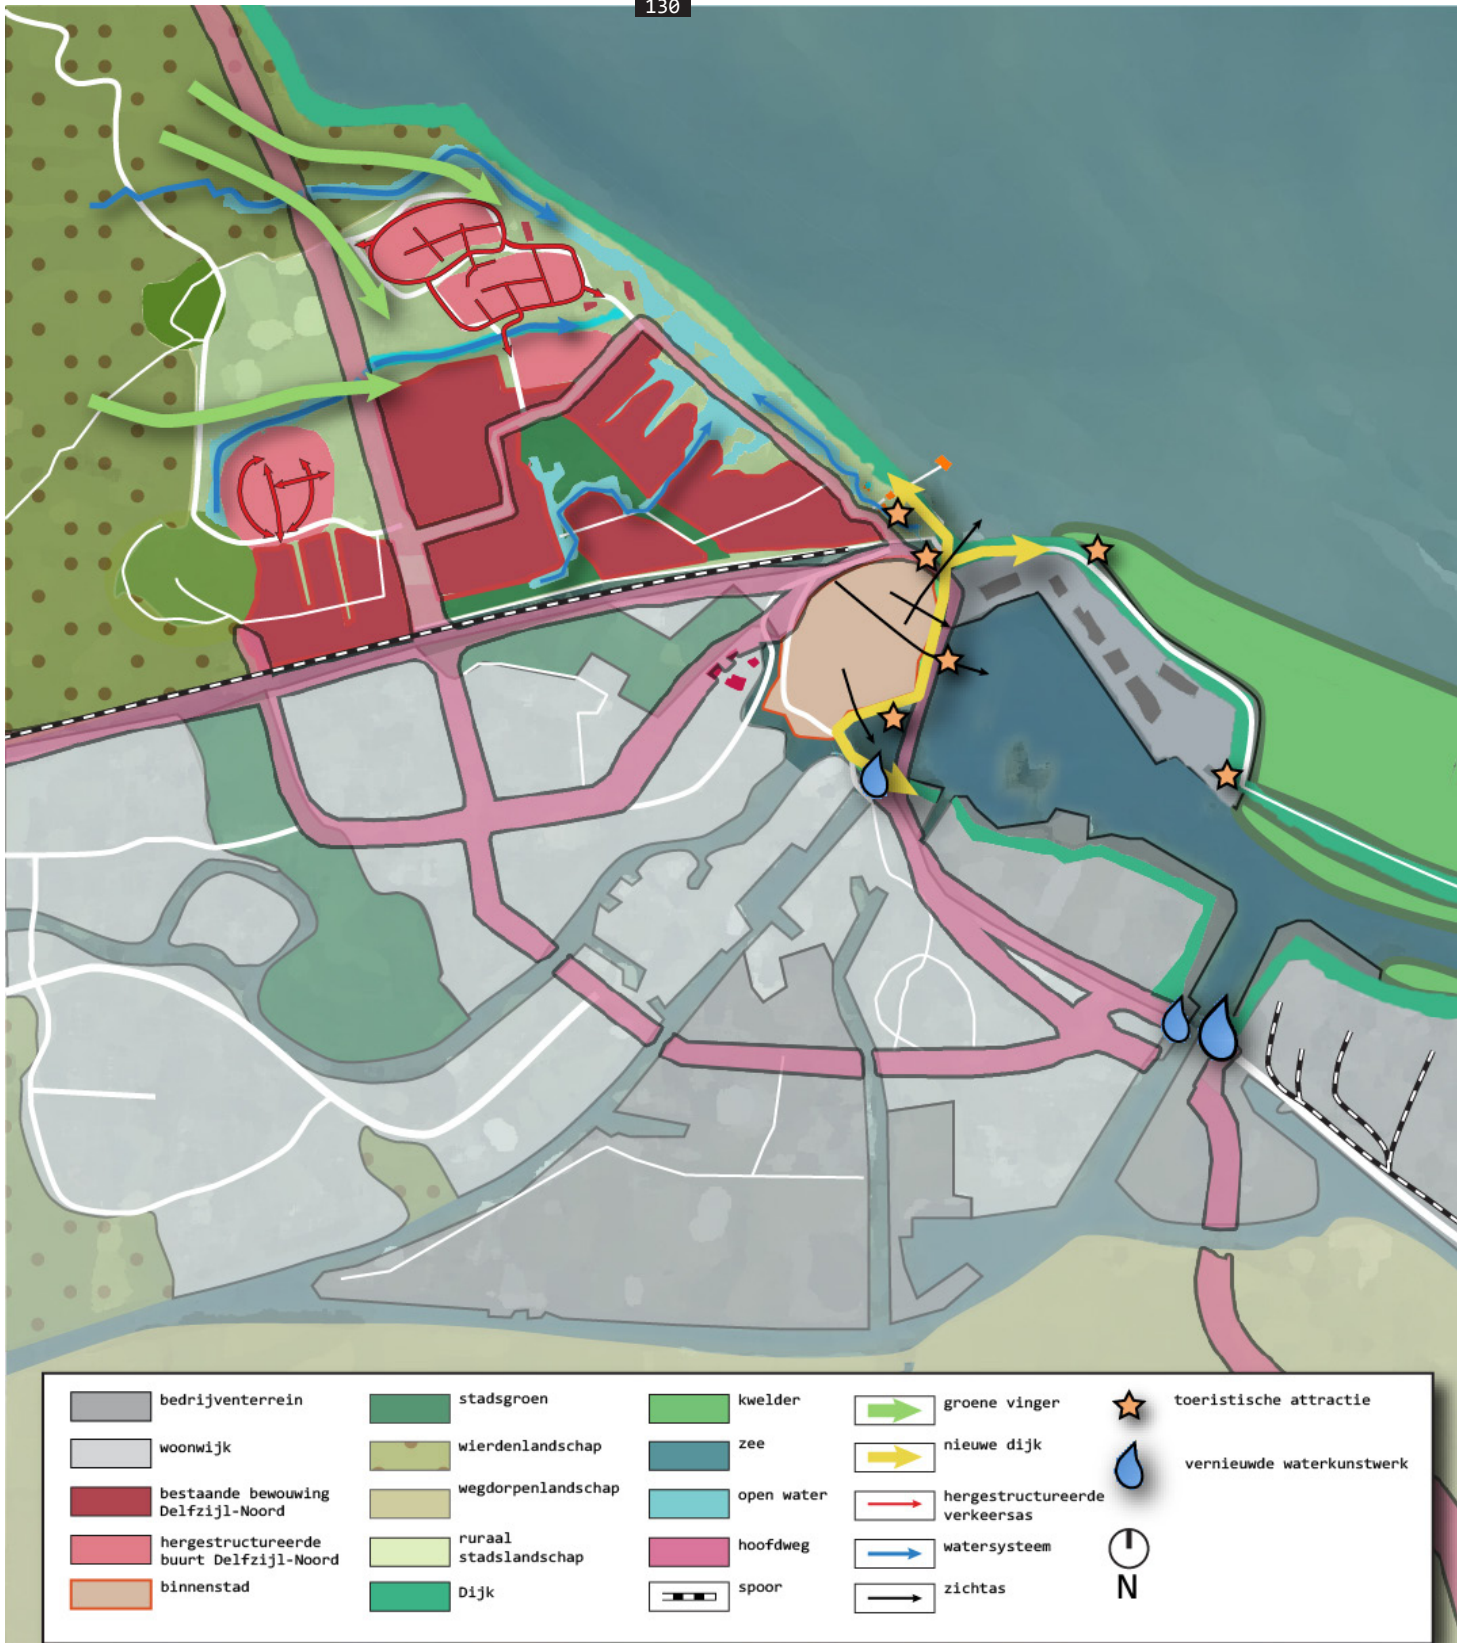 130
bedrijventerrein
woonwijk
bestaande bewouwing
Delfzijl-Noord
hergestructureerde
buurt Delfzijl-Noord
binnenstad
stadsgroen
wierdenlandschap
wegdorpenlandschap
ruraal
stadslandschap
Dijk
kwelder
zee
open water
hoofdweg
spoor
groene vinger
nieuwe dijk
hergestructureerde
verkeersas
watersysteem
zichtas
toeristische attractie
vernieuwde waterkunstwerk
N